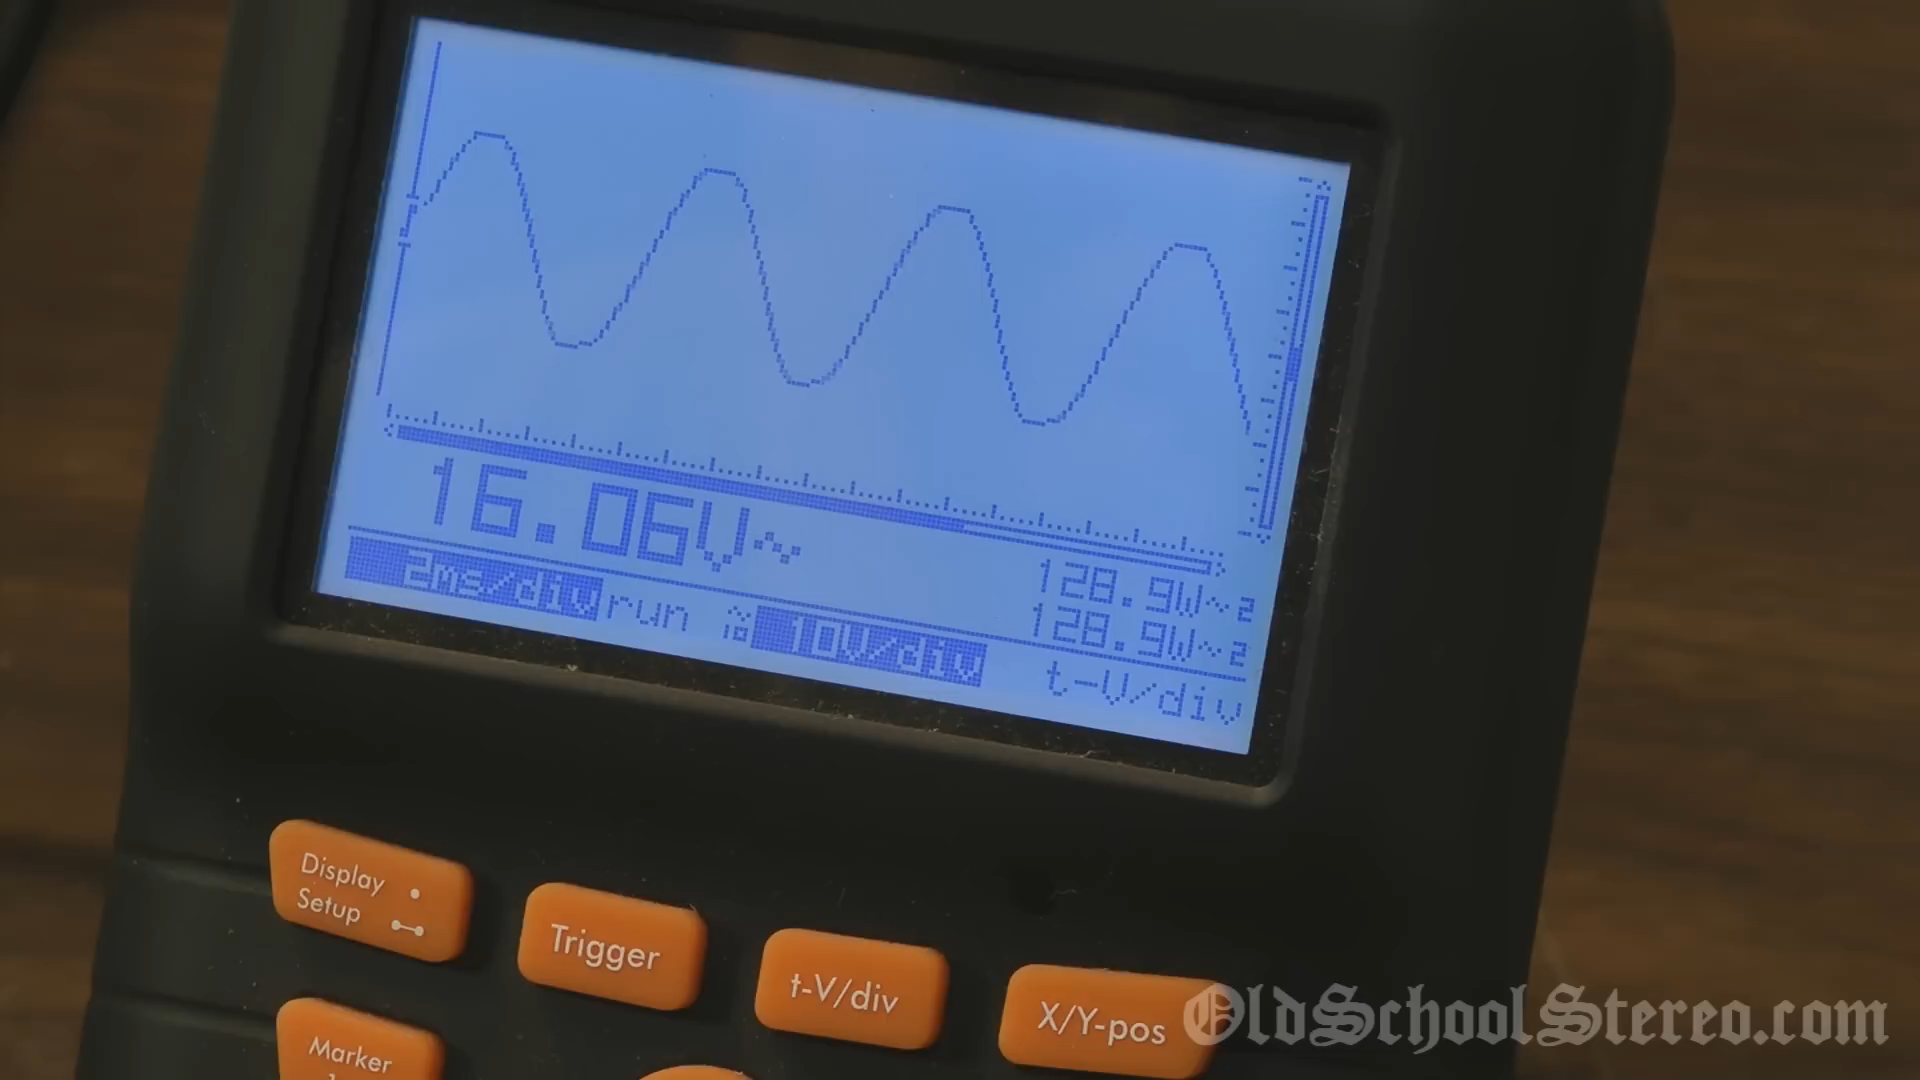 16.06V~
128.9W~2
128.9W~2
2ms/div run 10V/div t-V/div
Display
Setup
Trigger
t-V/div
X/Y-pos
Marker
OldSchoolStereo.com